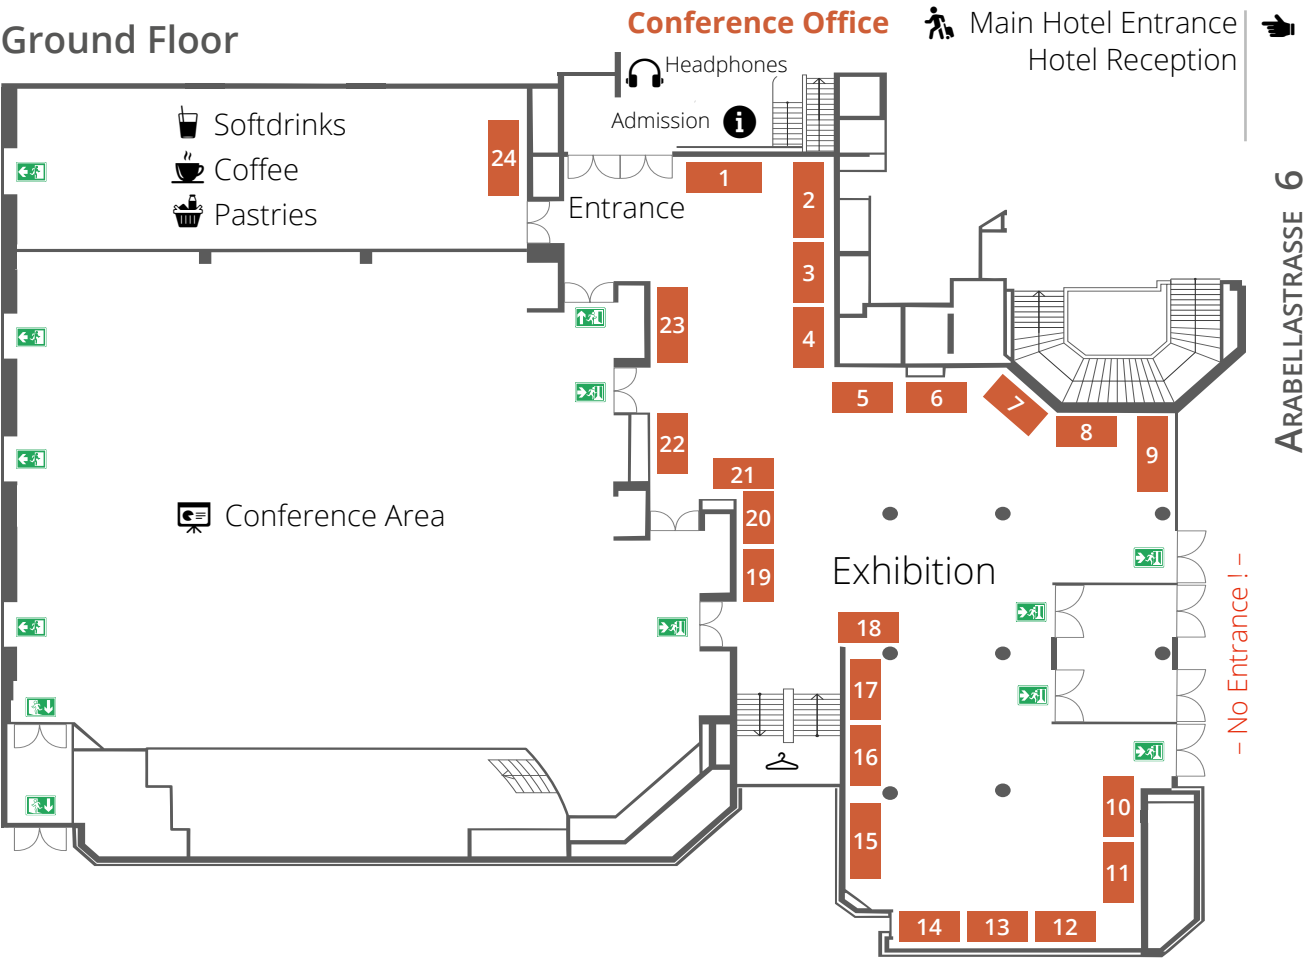 Ground Floor
Conference Office
Main Hotel Entrance
Hotel Reception
Headphones
Admission
Softdrinks
Coffee
Pastries
Entrance
24
1
2
3
4
23
22
5
6
7
8
9
21
20
19
Conference Area
Exhibition
18
17
16
15
10
11
14
13
12
ARABELLASTRASSE 6
– No Entrance ! –